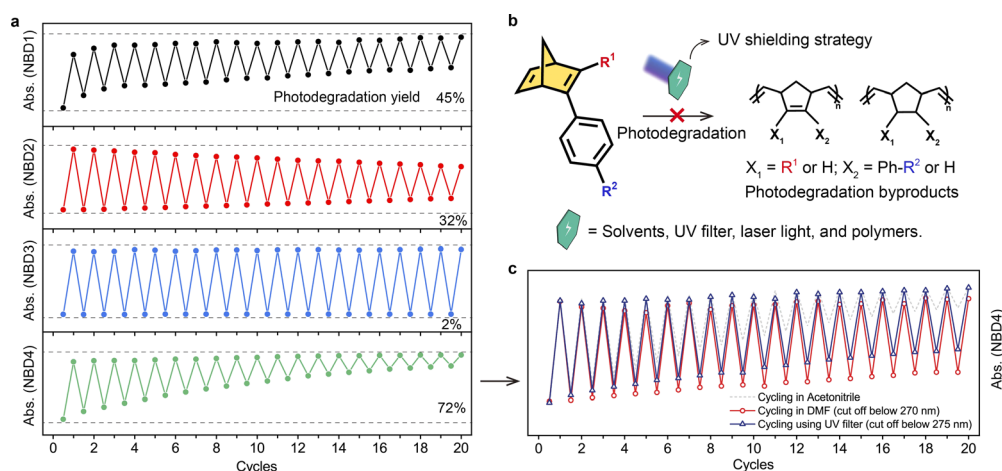 a
Abs. (NBD1)
Photodegradation yield 45%
Abs. (NBD2)
32%
Abs. (NBD3)
2%
Abs. (NBD4)
72%
0 2 4 6 8 10 12 14 16 18 20
Cycles
b
UV shielding strategy
R¹
R²
Photodegradation
n
X₁ X₂ X₁ X₂
X₁ = R¹ or H; X₂ = Ph-R² or H
Photodegradation byproducts
= Solvents, UV filter, laser light, and polymers.
c
Abs. (NBD4)
Cycling in Acetonitrile
Cycling in DMF (cut off below 270 nm)
Cycling using UV filter (cut off below 275 nm)
0 2 4 6 8 10 12 14 16 18 20
Cycles